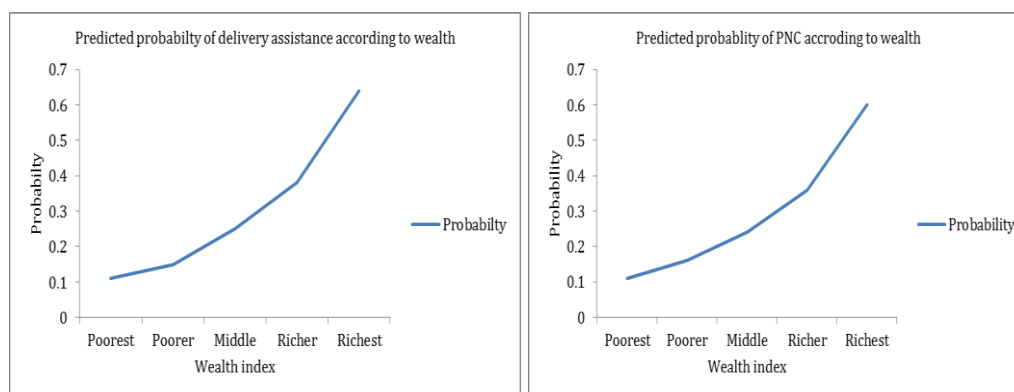 Predicted probabilty of delivery assistance according to wealth
0.7
0.6
0.5
0.4
0.3
0.2
0.1
0
Probabilty
Poorest Poorer Middle Richer Richest
Wealth index
Probabilty
Predicted probablity of PNC accroding to wealth
0.7
0.6
0.5
0.4
0.3
0.2
0.1
0
Probabilty
Poorest Poorer Middle Richer Richest
Wealth index
Probabilty